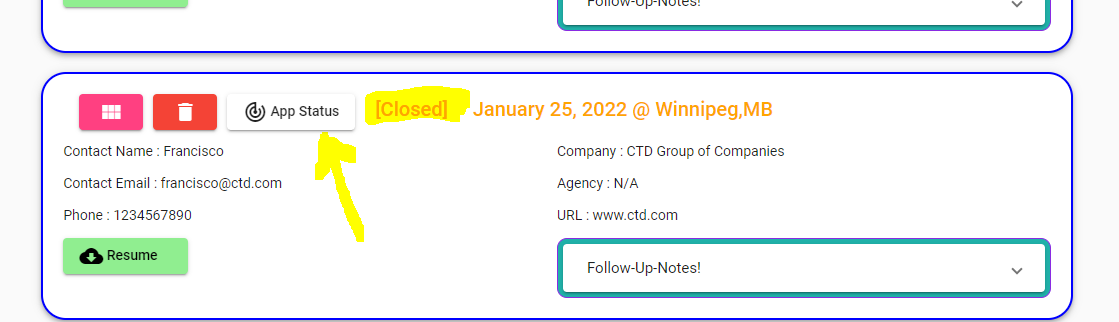 Follow-Up-Notes!
App Status [Closed] January 25, 2022 @ Winnipeg,MB
Contact Name : Francisco
Company : CTD Group of Companies
Contact Email : francisco@ctd.com
Agency : N/A
Phone : 1234567890
URL : www.ctd.com
Resume
Follow-Up-Notes!